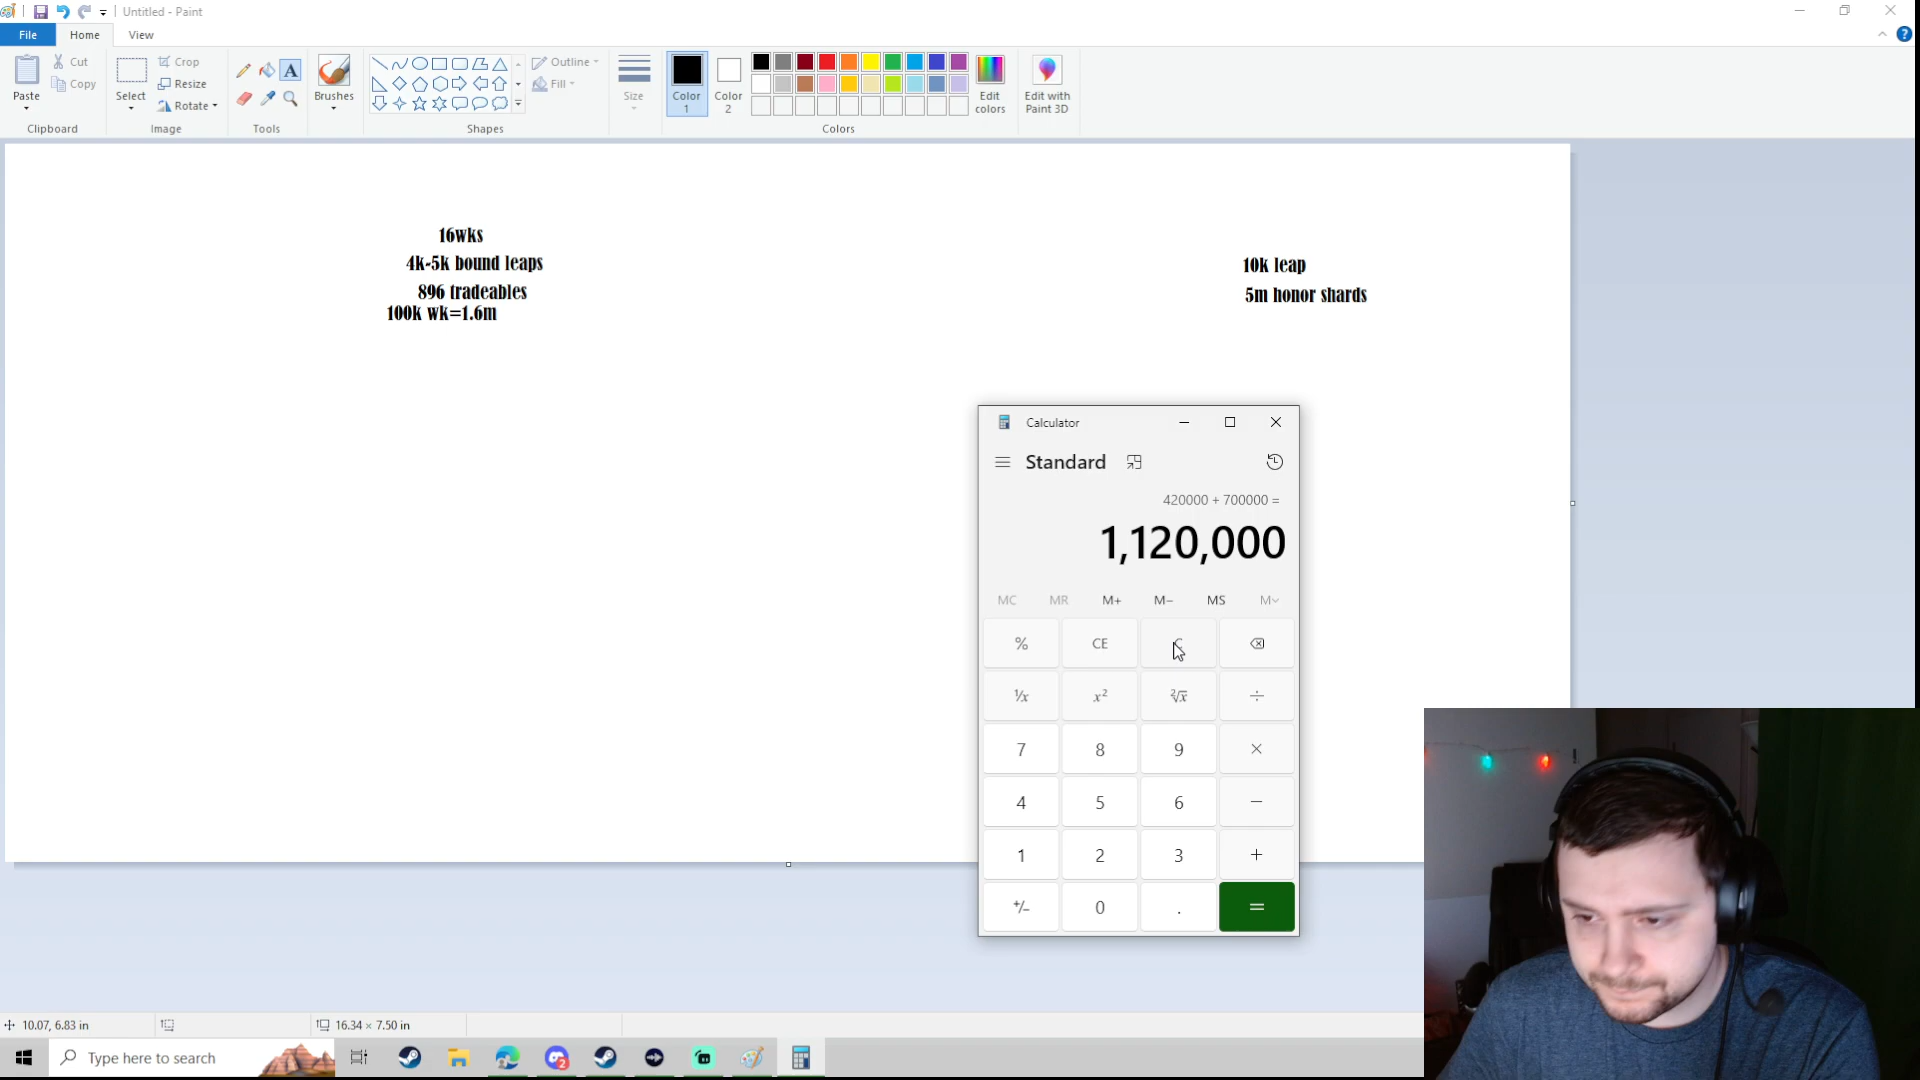 Untitled - Paint
File
Home
View
Paste
Cut
Copy
Clipboard
Select
Crop
Resize
Rotate
Image
A
Tools
Brushes
Outline
Fill
Shapes
Size
Color
1
Color
2
Edit
colors
Colors
Edit with
Paint 3D
?
16wks
4k-5k bound leaps
896 tradeables
100k wk=1.6m
10k leap
5m honor shards
Calculator
Standard
420000 + 700000 =
1,120,000
MC MR M+ M− MS M
% CE C
¹/x x² ²√x ÷
7 8 9 ×
4 5 6 −
1 2 3 +
+/− 0 . =
10.07, 6.83 in
16.34 × 7.50 in
Type here to search
2